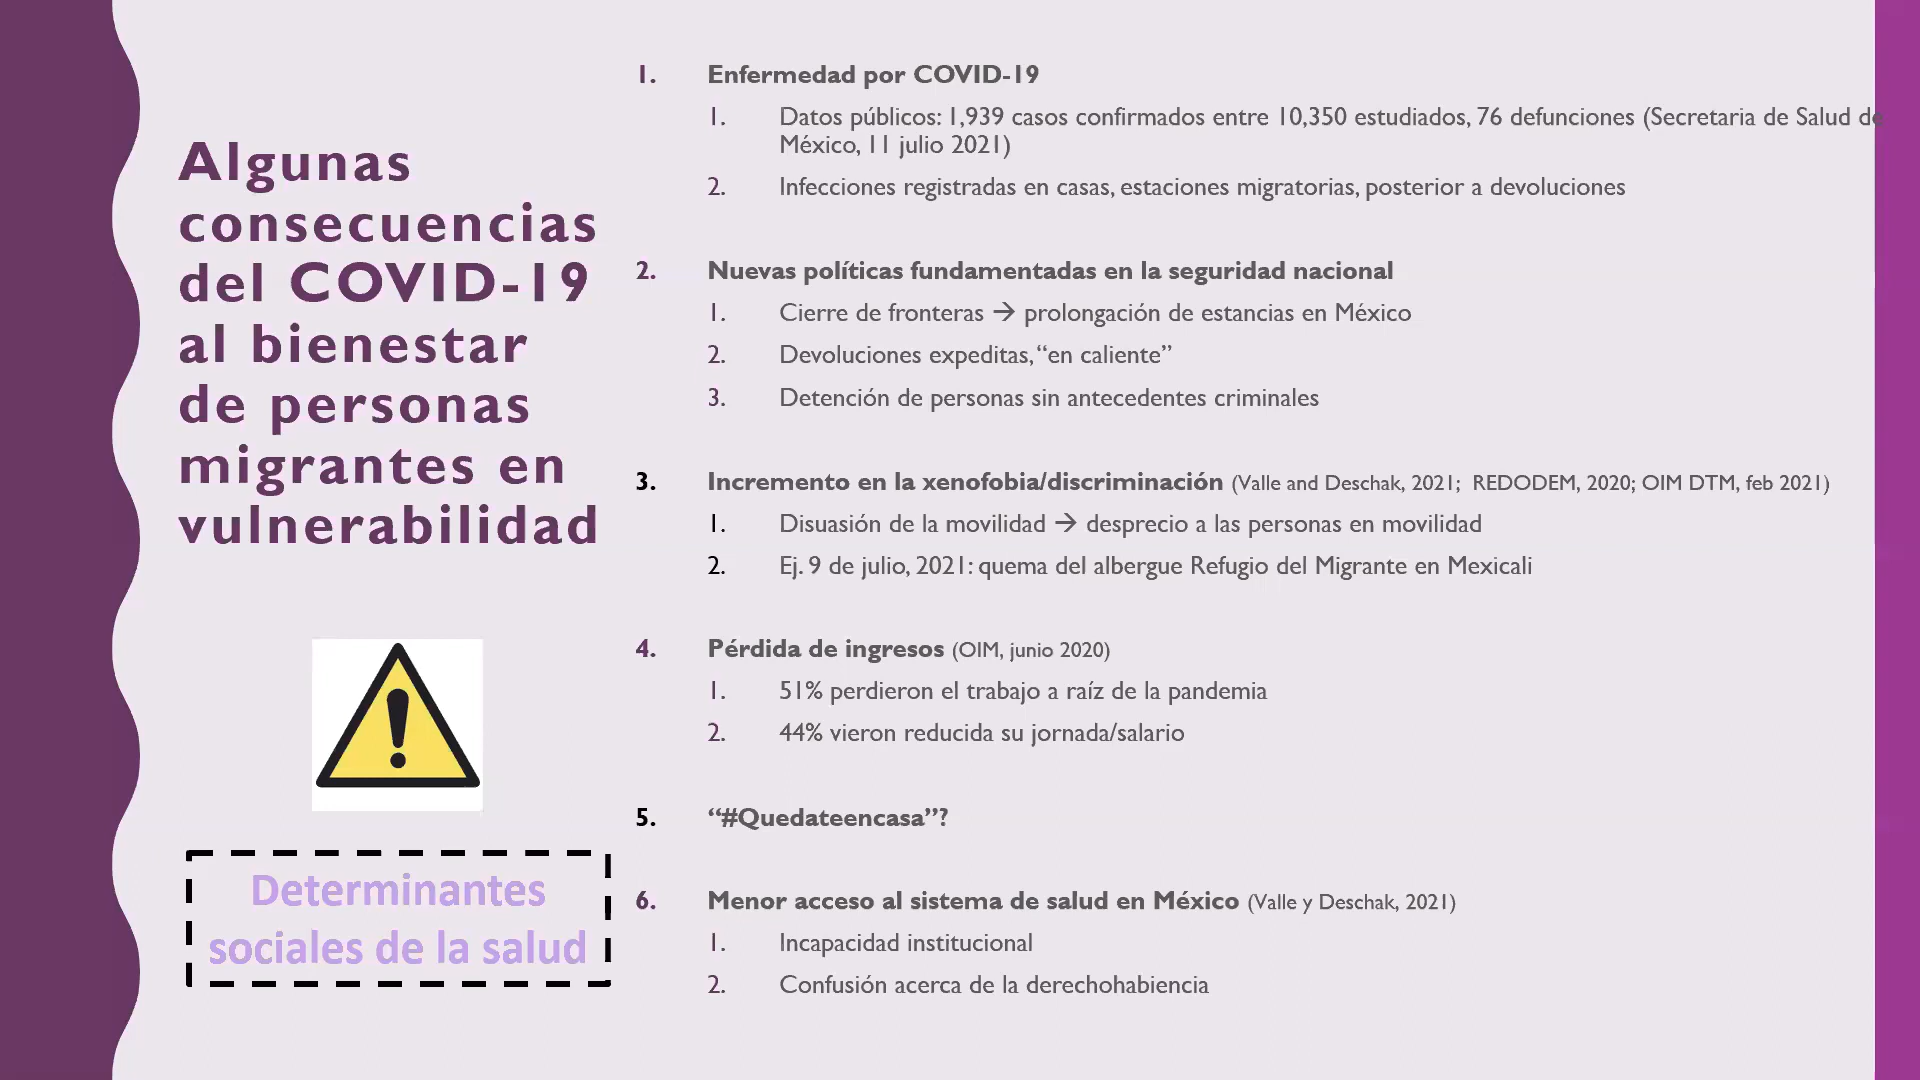 Algunas
consecuencias
del COVID-19
al bienestar
de personas
migrantes en
vulnerabilidad
Determinantes
sociales de la salud
1. Enfermedad por COVID-19
1. Datos públicos: 1,939 casos confirmados entre 10,350 estudiados, 76 defunciones (Secretaria de Salud de
México, 11 julio 2021)
2. Infecciones registradas en casas, estaciones migratorias, posterior a devoluciones
2. Nuevas políticas fundamentadas en la seguridad nacional
1. Cierre de fronteras → prolongación de estancias en México
2. Devoluciones expeditas, “en caliente”
3. Detención de personas sin antecedentes criminales
3. Incremento en la xenofobia/discriminación (Valle and Deschak, 2021; REDODEM, 2020; OIM DTM, feb 2021)
1. Disuasión de la movilidad → desprecio a las personas en movilidad
2. Ej. 9 de julio, 2021: quema del albergue Refugio del Migrante en Mexicali
4. Pérdida de ingresos (OIM, junio 2020)
1. 51% perdieron el trabajo a raíz de la pandemia
2. 44% vieron reducida su jornada/salario
5. “#Quedateencasa”?
6. Menor acceso al sistema de salud en México (Valle y Deschak, 2021)
1. Incapacidad institucional
2. Confusión acerca de la derechohabiencia